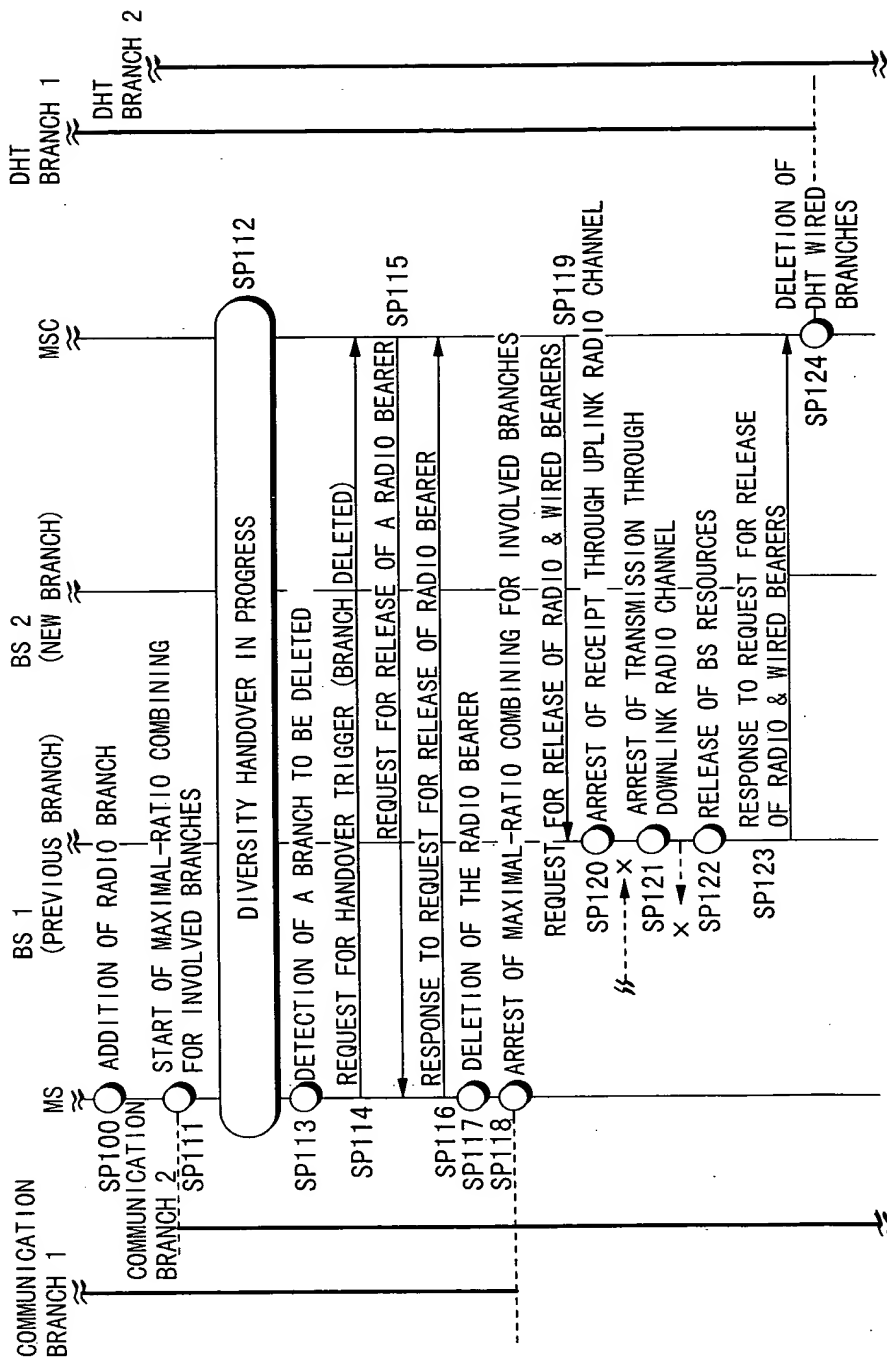 COMMUNICATION
BRANCH 1
MS
BS 1
(PREVIOUS BRANCH)
BS 2
(NEW BRANCH)
MSC
DHT
BRANCH 1
DHT
BRANCH 2
SP100
ADDITION OF RADIO BRANCH
COMMUNICATION
BRANCH 2
SP111
START OF MAXIMAL-RATIO COMBINING
FOR INVOLVED BRANCHES
DIVERSITY HANDOVER IN PROGRESS
SP112
SP113
DETECTION OF A BRANCH TO BE DELETED
SP114
REQUEST FOR HANDOVER TRIGGER (BRANCH DELETED)
REQUEST FOR RELEASE OF A RADIO BEARER
SP115
SP116
RESPONSE TO REQUEST FOR RELEASE OF RADIO BEARER
SP117
DELETION OF THE RADIO BEARER
SP118
ARREST OF MAXIMAL-RATIO COMBINING FOR INVOLVED BRANCHES
REQUEST FOR RELEASE OF RADIO & WIRED BEARERS
SP119
SP120
ARREST OF RECEIPT THROUGH UPLINK RADIO CHANNEL
X
SP121
ARREST OF TRANSMISSION THROUGH
DOWNLINK RADIO CHANNEL
X
SP122
RELEASE OF BS RESOURCES
SP123
RESPONSE TO REQUEST FOR RELEASE
OF RADIO & WIRED BEARERS
SP124
DELETION OF
DHT WIRED
BRANCHES